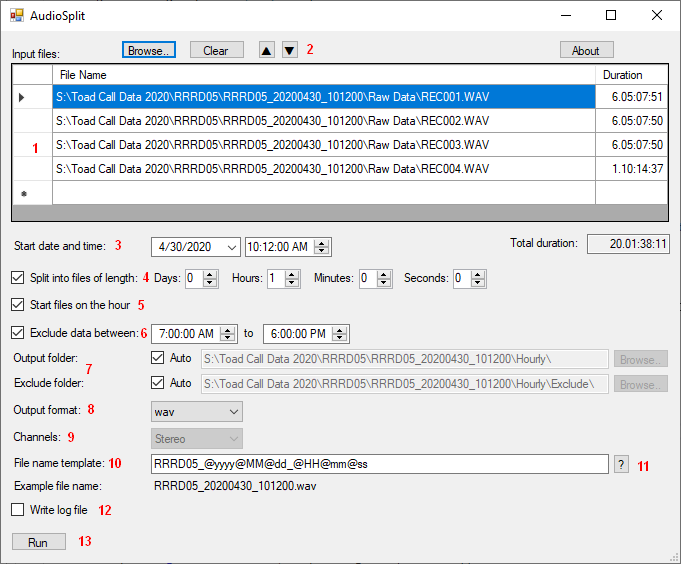 AudioSplit
Input files: Browse.. Clear ▲ ▼ 2 About
File Name Duration
S:\Toad Call Data 2020\RRRD05\RRRD05_20200430_101200\Raw Data\REC001.WAV 6.05:07:51
S:\Toad Call Data 2020\RRRD05\RRRD05_20200430_101200\Raw Data\REC002.WAV 6.05:07:50
1 S:\Toad Call Data 2020\RRRD05\RRRD05_20200430_101200\Raw Data\REC003.WAV 6.05:07:50
S:\Toad Call Data 2020\RRRD05\RRRD05_20200430_101200\Raw Data\REC004.WAV 1.10:14:37
*
Start date and time: 3 4/30/2020 10:12:00 AM Total duration: 20.01:38:11
Split into files of length: 4 Days: 0 Hours: 1 Minutes: 0 Seconds: 0
Start files on the hour 5
Exclude data between: 6 7:00:00 AM to 6:00:00 PM
Output folder: 7 Auto S:\Toad Call Data 2020\RRRD05\RRRD05_20200430_101200\Hourly\ Browse..
Exclude folder: Auto S:\Toad Call Data 2020\RRRD05\RRRD05_20200430_101200\Hourly\Exclude\ Browse..
Output format: 8 wav
Channels: 9 Stereo
File name template: 10 RRRD05_@yyyy@MM@dd_@HH@mm@ss ? 11
Example file name: RRRD05_20200430_101200.wav
Write log file 12
Run 13